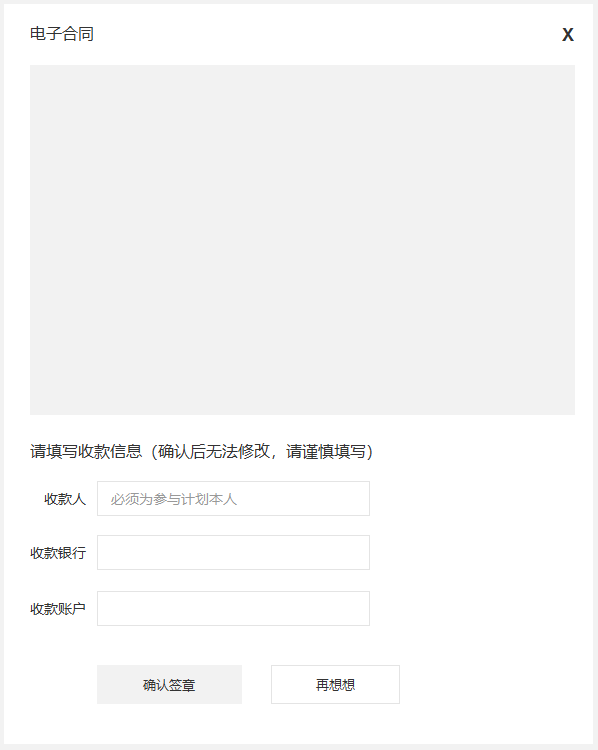 电子合同 X
请填写收款信息（确认后无法修改，请谨慎填写）
收款人 必须为参与计划本人
收款银行
收款账户
确认签章 再想想